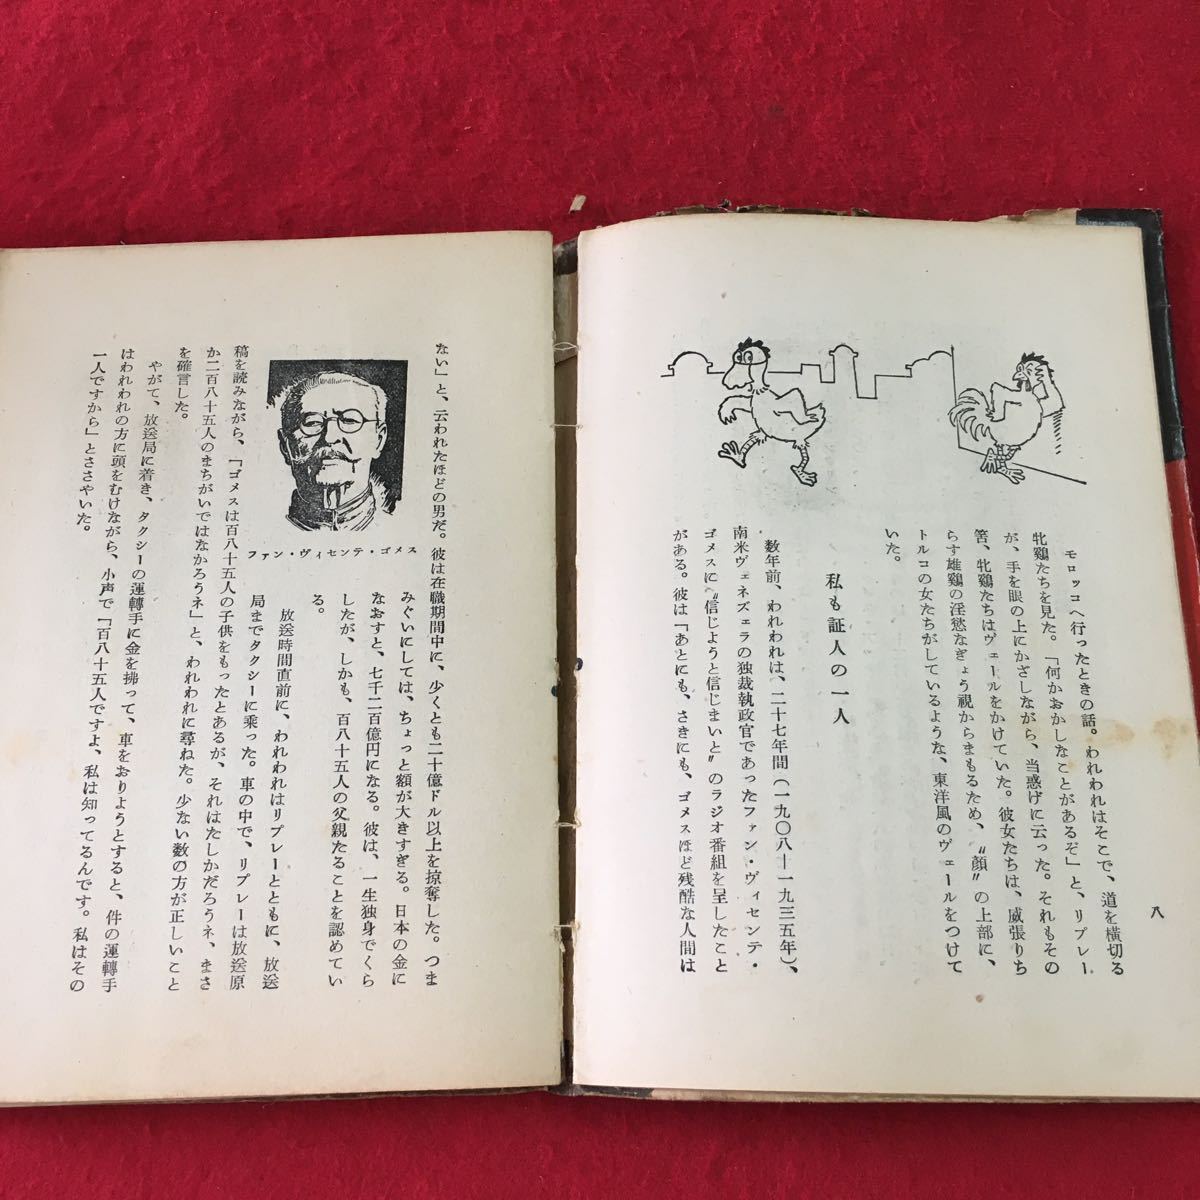 モロッコへ行ったときの話。われわれはそこで、道を横切る
牝鷄たちを見た。「何かおかしなことがあるぞ」と、リプレー
が、手を眼の上にかざしながら、当惑げに云った。それもその
筈、牝鷄たちはヴェールをかけていた。彼女たちは、威張りち
らす雄鷄の淫慾なぎょう視からまもるため、〝顔〟の上部に、
トルコの女たちがしているような、東洋風のヴェールをつけて
いた。
私も証人の一人
数年前、われわれは、二十七年間(一九〇八―一九三五年)、
南米ヴェネズェラの独裁執政官であったファン・ヴィセンテ・
ゴメスに〝信じようと信じまいと〟のラジオ番組を呈したこと
がある。彼は「あとにも、さきにも、ゴメスほど残酷な人間は
八
ない」と、云われたほどの男だ。彼は在職期間中に、少くとも二十億ドル以上を掠奪した。つま
みぐいにしては、ちょっと額が大きすぎる。日本の金に
なおすと、七千二百億円になる。彼は、一生独身でくら
したが、しかも、百八十五人の父親たることを認めてい
る。
ファン・ヴィセンテ・ゴメス
放送時間直前に、われわれはリプレーとともに、放送
局までタクシーに乘った。車の中で、リプレーは放送原
稿を読みながら、「ゴメスは百八十五人の子供をもったとあるが、それはたしかだろうネ、まさ
か二百八十五人のまちがいではなかろうネ」と、われわれに尋ねた。少ない数の方が正しいこと
を確言した。
やがて、放送局に着き、タクシーの運轉手に金を拂って、車をおりようとすると、件の運轉手
はわれわれの方に頭をむけながら、小声で「百八十五人ですよ、私は知ってるんです。私はその
一人ですから」とささやいた。